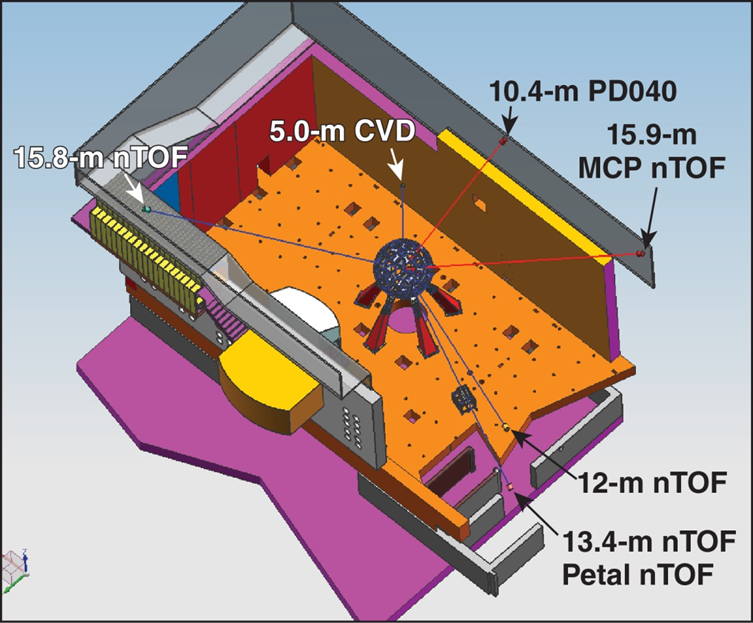 10.4-m PD040
5.0-m CVD
15.9-m
MCP nTOF
15.8-m nTOF
12-m nTOF
13.4-m nTOF
Petal nTOF